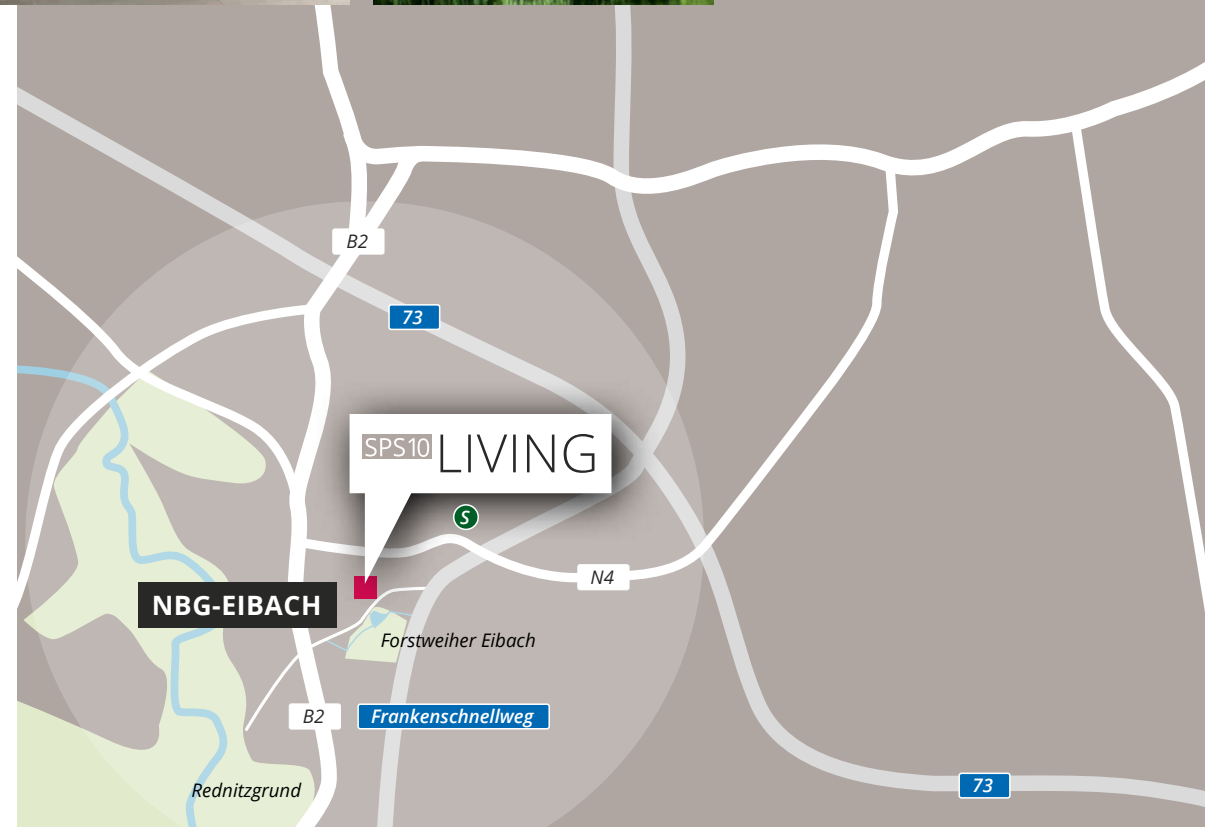 B2
73
SPS10 LIVING
S
N4
NBG-EIBACH
Forstweiher Eibach
B2
Frankenschnellweg
73
Rednitzgrund